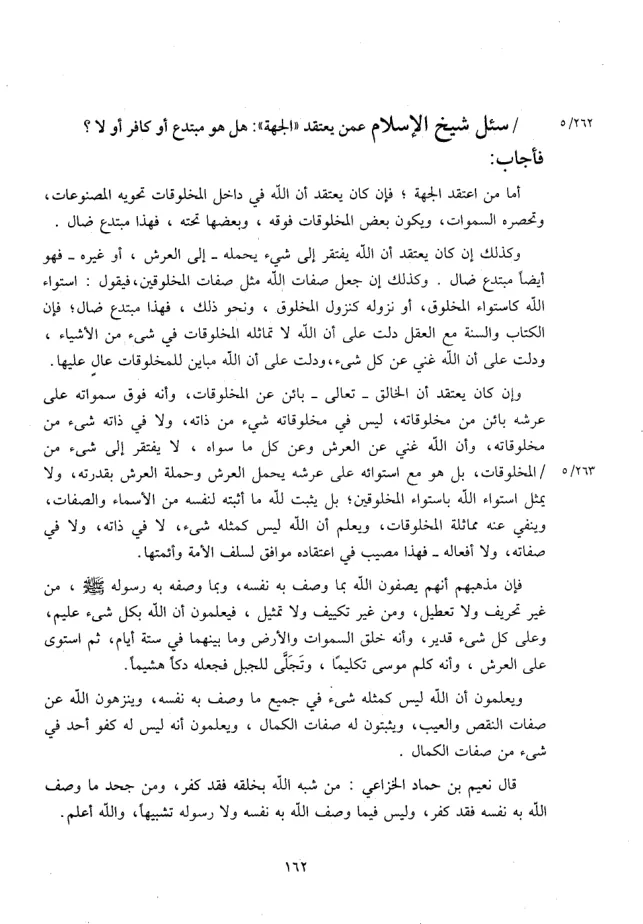 ٥/٢٦٢ / سئل شيخ الإسلام عمن يعتقد «الجهة»: هل هو مبتدع أو كافر أو لا ؟
فأجاب:
أما من اعتقد الجهة ؛ فإن كان يعتقد أن الله في داخل المخلوقات تحويه المصنوعات،
وتحصره السموات، ويكون بعض المخلوقات فوقه ، وبعضها تحته ، فهذا مبتدع ضال .
وكذلك إن كان يعتقد أن الله يفتقر إلى شيء يحمله ـ إلى العرش ، أو غيره ـ فهو
أيضاً مبتدع ضال . وكذلك إن جعل صفات الله مثل صفات المخلوقين،فيقول : استواء
الله كاستواء المخلوق، أو نزوله كنزول المخلوق ، ونحو ذلك ، فهذا مبتدع ضال؛ فإن
الكتاب والسنة مع العقل دلت على أن الله لا تماثله المخلوقات في شىء من الأشياء ،
ودلت على أن الله غني عن كل شىء،ودلت على أن الله مباين للمخلوقات عالٍ عليها.
وإن كان يعتقد أن الخالق ـ تعالى ـ بائن عن المخلوقات، وأنه فوق سمواته على
عرشه بائن من مخلوقاته، ليس في مخلوقاته شيء من ذاته، ولا في ذاته شىء من
مخلوقاته، وأن الله غني عن العرش وعن كل ما سواه ، لا يفتقر إلى شىء من
٥/٢٦٣ / المخلوقات، بل هو مع استوائه على عرشه يحمل العرش وحملة العرش بقدرته، ولا
يمثل استواء الله باستواء المخلوقين؛ بل يثبت لله ما أثبته لنفسه من الأسماء والصفات،
وينفي عنه مماثلة المخلوقات، ويعلم أن الله ليس كمثله شىء، لا في ذاته، ولا في
صفاته، ولا أفعاله ـ فهذا مصيب في اعتقاده موافق لسلف الأمة وأئمتها.
فإن مذهبهم أنهم يصفون الله بما وصف به نفسه، وبما وصفه به رسوله ﷺ ، من
غير تحريف ولا تعطيل، ومن غير تكييف ولا تمثيل ، فيعلمون أن الله بكل شىء عليم،
وعلى كل شىء قدير، وأنه خلق السموات والأرض وما بينهما في ستة أيام، ثم استوى
على العرش ، وأنه كلم موسى تكليمًا ، وتَجَلَّى للجبل فجعله دكاً هشيماً.
ويعلمون أن الله ليس كمثله شىء في جميع ما وصف به نفسه، وينزهون الله عن
صفات النقص والعيب، ويثبتون له صفات الكمال ، ويعلمون أنه ليس له كفو أحد في
شىء من صفات الكمال .
قال نعيم بن حماد الخزاعي : من شبه الله بخلقه فقد كفر، ومن جحد ما وصف
الله به نفسه فقد كفر، وليس فيما وصف الله به نفسه ولا رسوله تشبيهاً، والله أعلم.
١٦٢